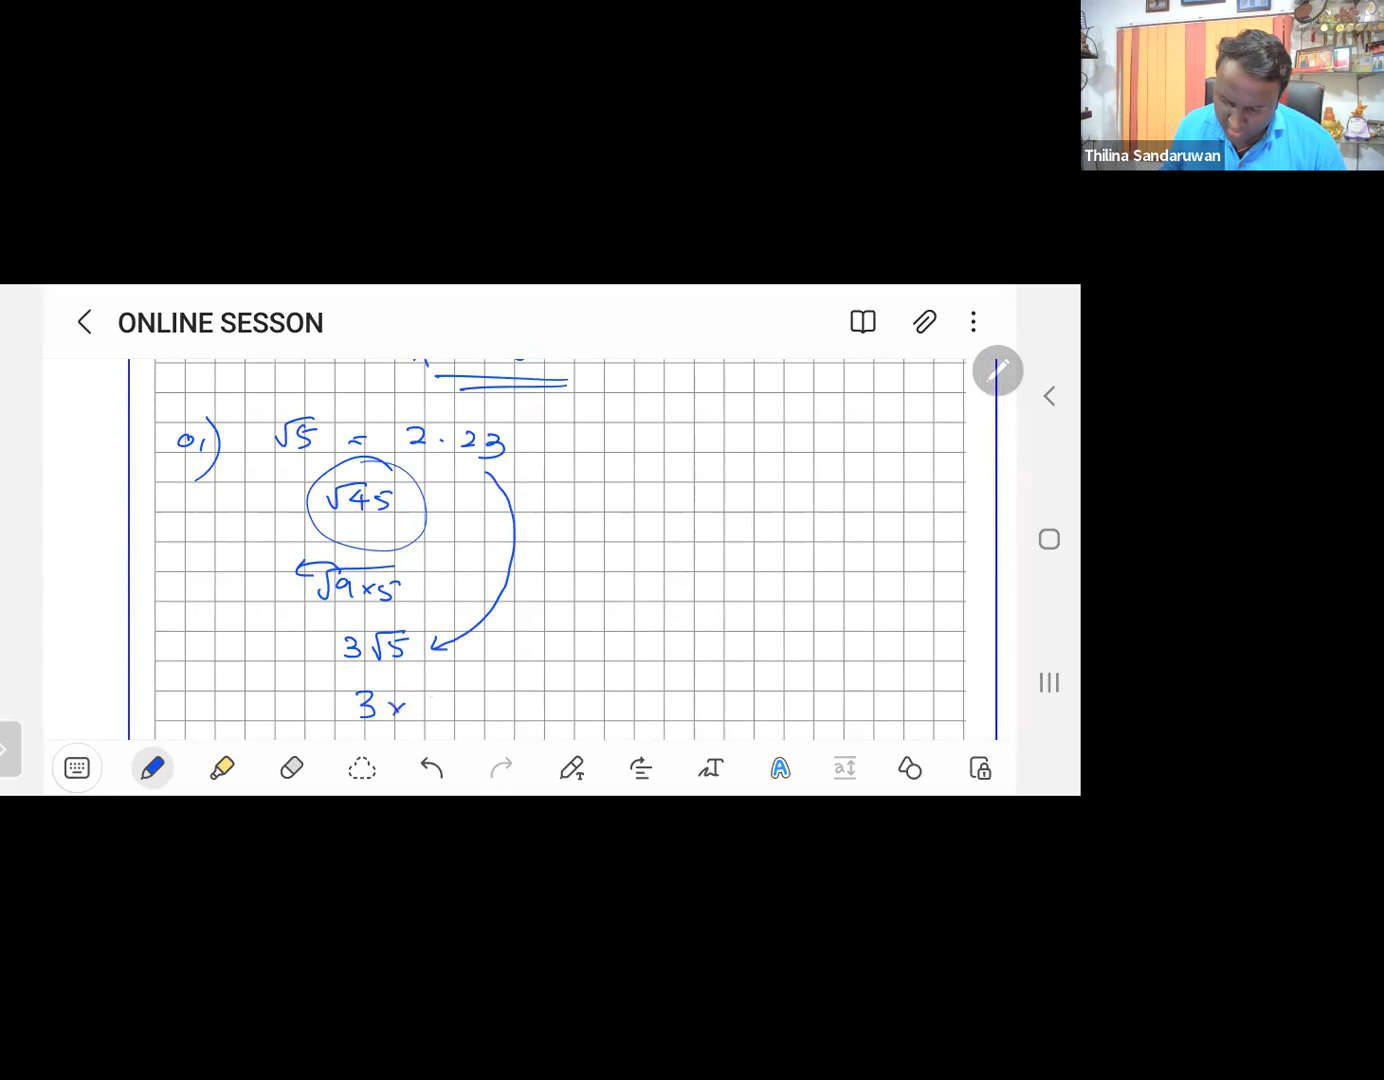 Thilina Sandaruwan
ONLINE SESSON
01) √5 = 2.23
√45
√9×5
3√5
3×